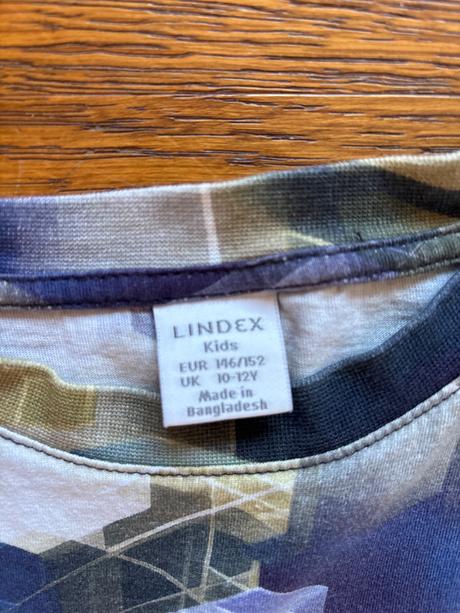 LINDEX
Kids
EUR 146/152
UK 10-12Y
Made in
Bangladesh